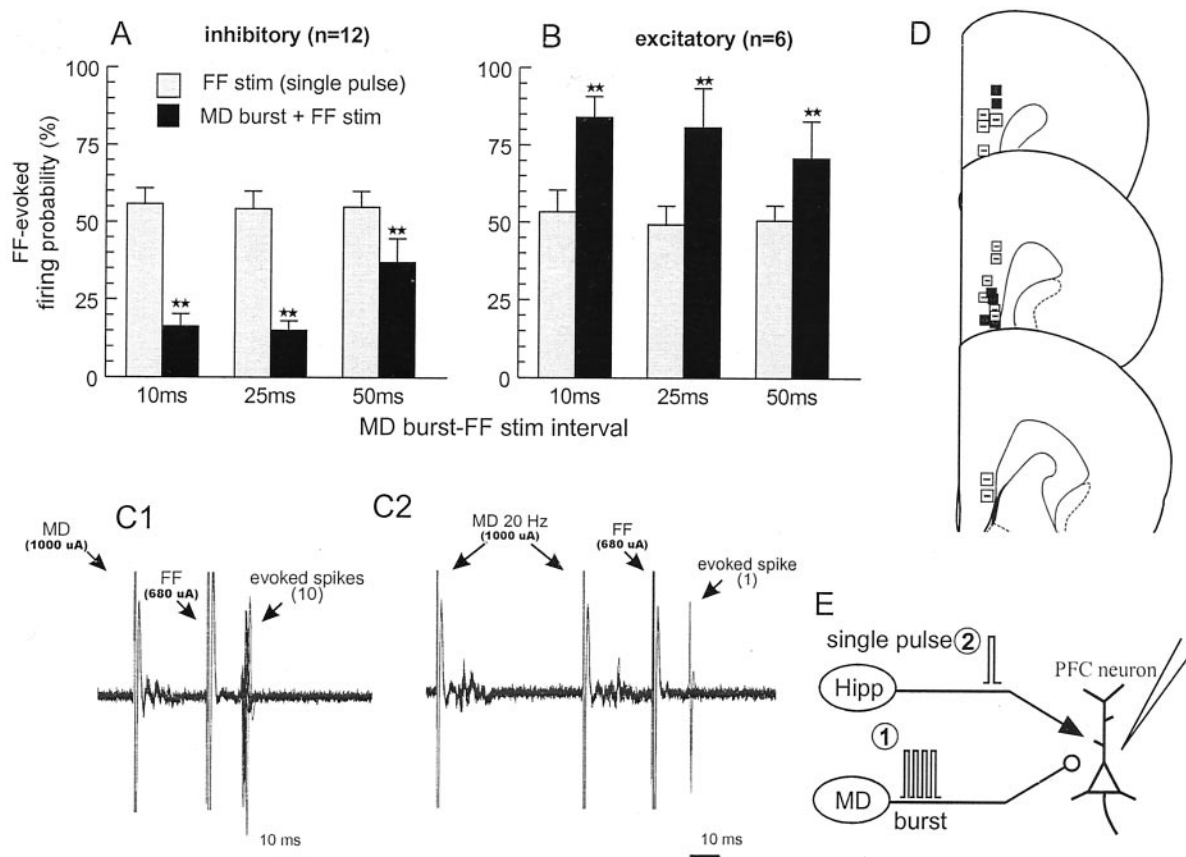 A
inhibitory (n=12)
FF stim (single pulse)
MD burst + FF stim
FF-evoked
firing probability (%)
100
75
50
25
0
★★
★★
★★
10ms
25ms
50ms
B
excitatory (n=6)
100
75
50
25
0
★★
★★
★★
10ms
25ms
50ms
MD burst-FF stim interval
D
C1
MD
(1000 uA)
FF
(680 uA)
evoked spikes
(10)
10 ms
C2
MD 20 Hz
(1000 uA)
FF
(680 uA)
evoked spike
(1)
10 ms
E
single pulse 2
PFC neuron
Hipp
1
MD
burst